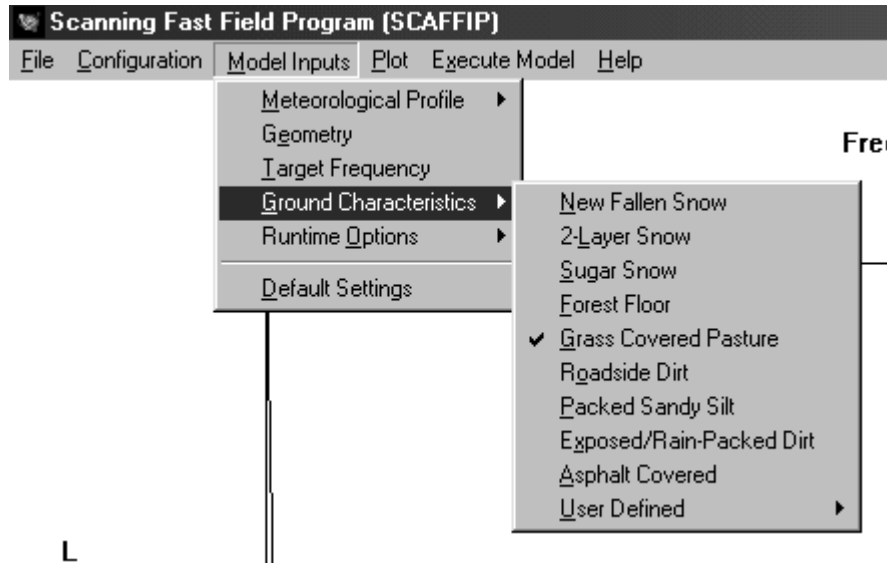 Scanning Fast Field Program (SCAFFIP)
File Configuration Model Inputs Plot Execute Model Help
Meteorological Profile
Geometry
Target Frequency
Ground Characteristics
Runtime Options
Default Settings
New Fallen Snow
2-Layer Snow
Sugar Snow
Forest Floor
Grass Covered Pasture
Roadside Dirt
Packed Sandy Silt
Exposed/Rain-Packed Dirt
Asphalt Covered
User Defined
L